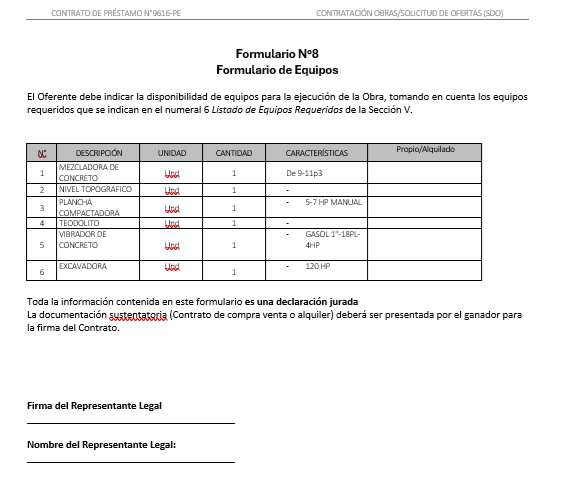 CONTRATO DE PRÉSTAMO N°9616-PE CONTRATACIÓN OBRAS/SOLICITUD DE OFERTAS (SDO)
Formulario Nº8
Formulario de Equipos
El Oferente debe indicar la disponibilidad de equipos para la ejecución de la Obra, tomando en cuenta los equipos
requeridos que se indican en el numeral 6 Listado de Equipos Requeridos de la Sección V.
N° DESCRIPCIÓN UNIDAD CANTIDAD CARACTERÍSTICAS Propio/Alquilado
1 MEZCLADORA DE CONCRETO Und 1 De 9-11p3
2 NIVEL TOPOGRAFICO Und 1 -
3 PLANCHA COMPACTADORA Und 1 - 5-7 HP MANUAL
4 TEODOLITO Und 1 -
5 VIBRADOR DE CONCRETO Und 1 - GASOL 1"-18PL-4HP
6 EXCAVADORA Und 1 - 120 HP
Toda la información contenida en este formulario es una declaración jurada
La documentación sustentatoria (Contrato de compra venta o alquiler) deberá ser presentada por el ganador para
la firma del Contrato.
Firma del Representante Legal
Nombre del Representante Legal: